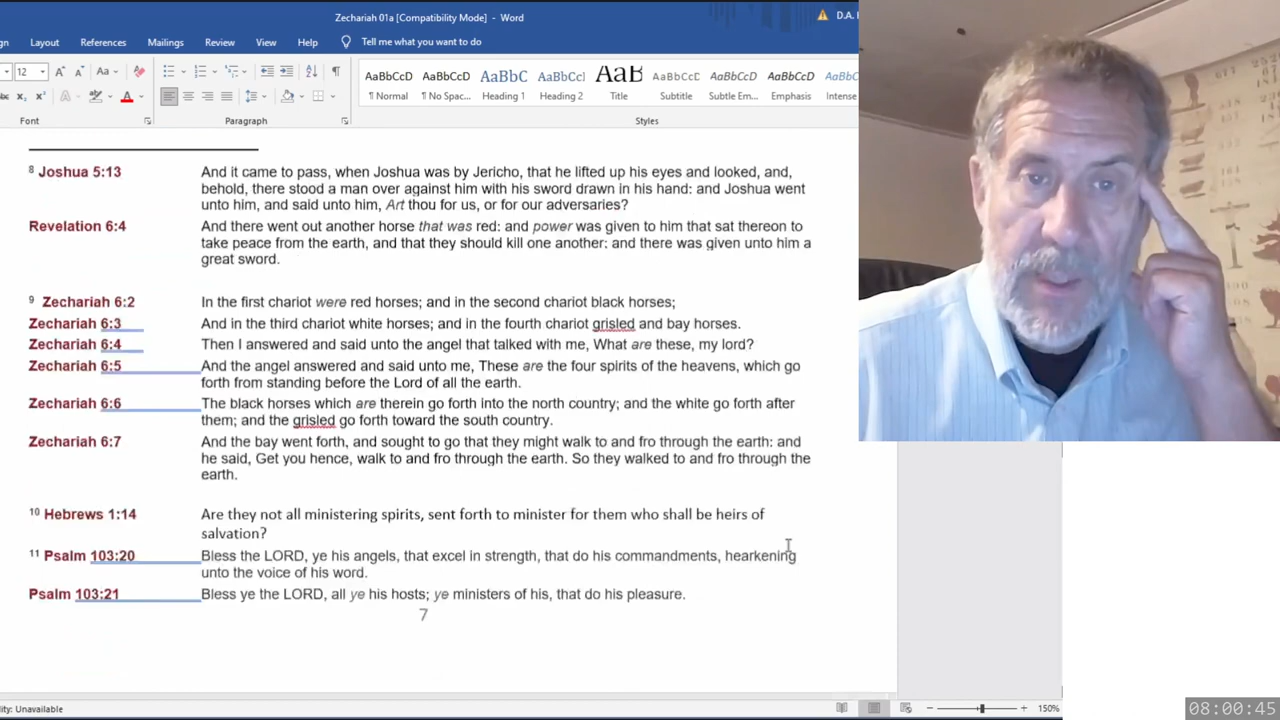 Zechariah 01a [Compatibility Mode] - Word
D.A.
Layout References Mailings Review View Help Tell me what you want to do
12 Aa
AaBbCcD AaBbCcD AaBbC AaBbCcI AaB AaBbCcD AaBbCcD AaBbCcD AaBbCcD
¶ Normal ¶ No Spac... Heading 1 Heading 2 Title Subtitle Subtle Em... Emphasis Intense
Font Paragraph Styles
8 Joshua 5:13 And it came to pass, when Joshua was by Jericho, that he lifted up his eyes and looked, and,
behold, there stood a man over against him with his sword drawn in his hand: and Joshua went
unto him, and said unto him, Art thou for us, or for our adversaries?
Revelation 6:4 And there went out another horse that was red: and power was given to him that sat thereon to
take peace from the earth, and that they should kill one another: and there was given unto him a
great sword.
9 Zechariah 6:2 In the first chariot were red horses; and in the second chariot black horses;
Zechariah 6:3 And in the third chariot white horses; and in the fourth chariot grisled and bay horses.
Zechariah 6:4 Then I answered and said unto the angel that talked with me, What are these, my lord?
Zechariah 6:5 And the angel answered and said unto me, These are the four spirits of the heavens, which go
forth from standing before the Lord of all the earth.
Zechariah 6:6 The black horses which are therein go forth into the north country; and the white go forth after
them; and the grisled go forth toward the south country.
Zechariah 6:7 And the bay went forth, and sought to go that they might walk to and fro through the earth: and
he said, Get you hence, walk to and fro through the earth. So they walked to and fro through the
earth.
10 Hebrews 1:14 Are they not all ministering spirits, sent forth to minister for them who shall be heirs of
salvation?
11 Psalm 103:20 Bless the LORD, ye his angels, that excel in strength, that do his commandments, hearkening
unto the voice of his word.
Psalm 103:21 Bless ye the LORD, all ye his hosts; ye ministers of his, that do his pleasure.
7
lity: Unavailable
150%
08:00:45